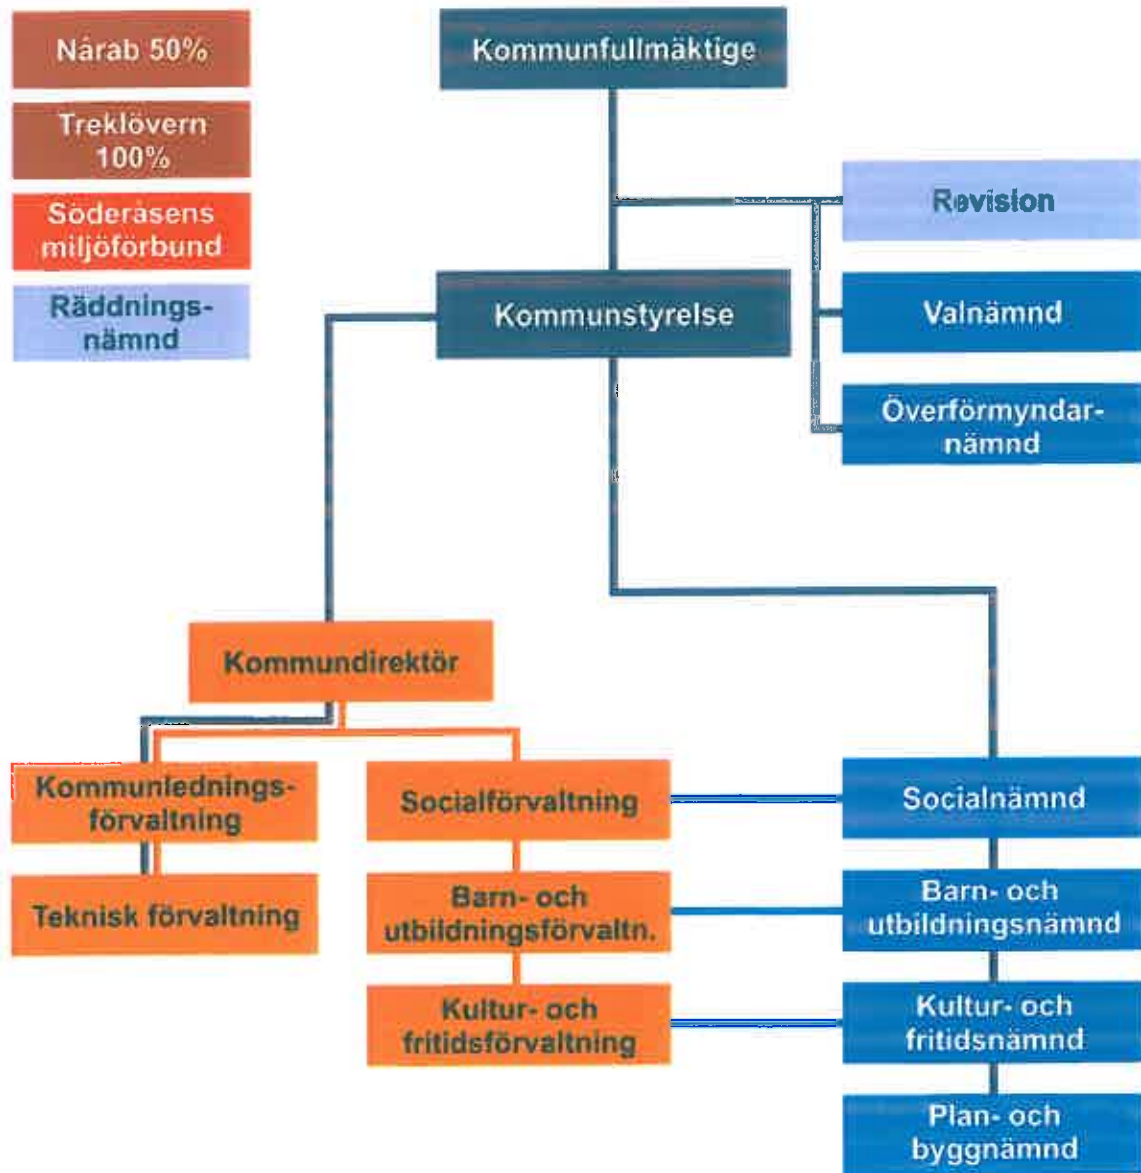 Nårab 50%
Treklövern
100%
Söderåsens
miljöförbund
Räddnings-
nämnd
Kommunfullmäktige
Revision
Kommunstyrelse
Valnämnd
Överförmyndar-
nämnd
Kommundirektör
Kommunlednings-
förvaltning
Socialförvaltning
Socialnämnd
Teknisk förvaltning
Barn- och
utbildningsförvaltn.
Barn- och
utbildningsnämnd
Kultur- och
fritidsförvaltning
Kultur- och
fritidsnämnd
Plan- och
byggnämnd